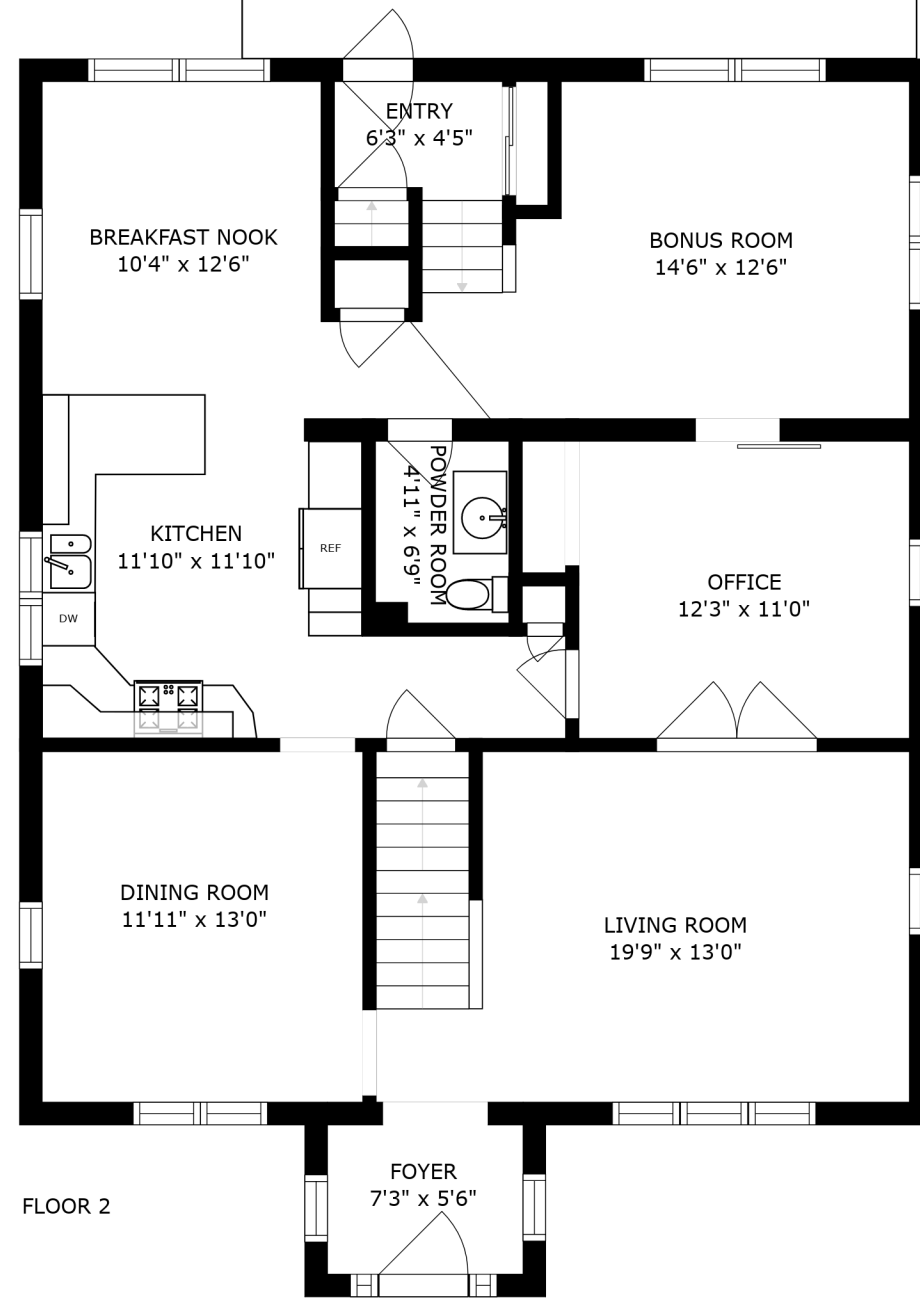 ENTRY
6'3" x 4'5"
BREAKFAST NOOK
10'4" x 12'6"
BONUS ROOM
14'6" x 12'6"
KITCHEN
11'10" x 11'10"
REF
POWDER ROOM
4'11" x 6'9"
DW
OFFICE
12'3" x 11'0"
DINING ROOM
11'11" x 13'0"
LIVING ROOM
19'9" x 13'0"
FOYER
7'3" x 5'6"
FLOOR 2